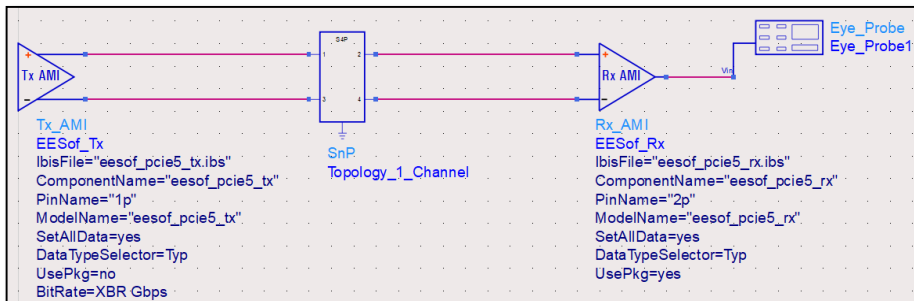 Eye_Probe
Eye_Probe1
S4P
+
+
1
2
Tx AMI
Rx AMI
Vin
−
−
3
4
Tx_AMI
EESof_Tx
IbisFile="eesof_pcie5_tx.ibs"
ComponentName="eesof_pcie5_tx"
PinName="1p"
ModelName="eesof_pcie5_tx"
SetAllData=yes
DataTypeSelector=Typ
UsePkg=no
BitRate=XBR Gbps
SnP
Topology_1_Channel
Rx_AMI
EESof_Rx
IbisFile="eesof_pcie5_rx.ibs"
ComponentName="eesof_pcie5_rx"
PinName="2p"
ModelName="eesof_pcie5_rx"
SetAllData=yes
DataTypeSelector=Typ
UsePkg=yes